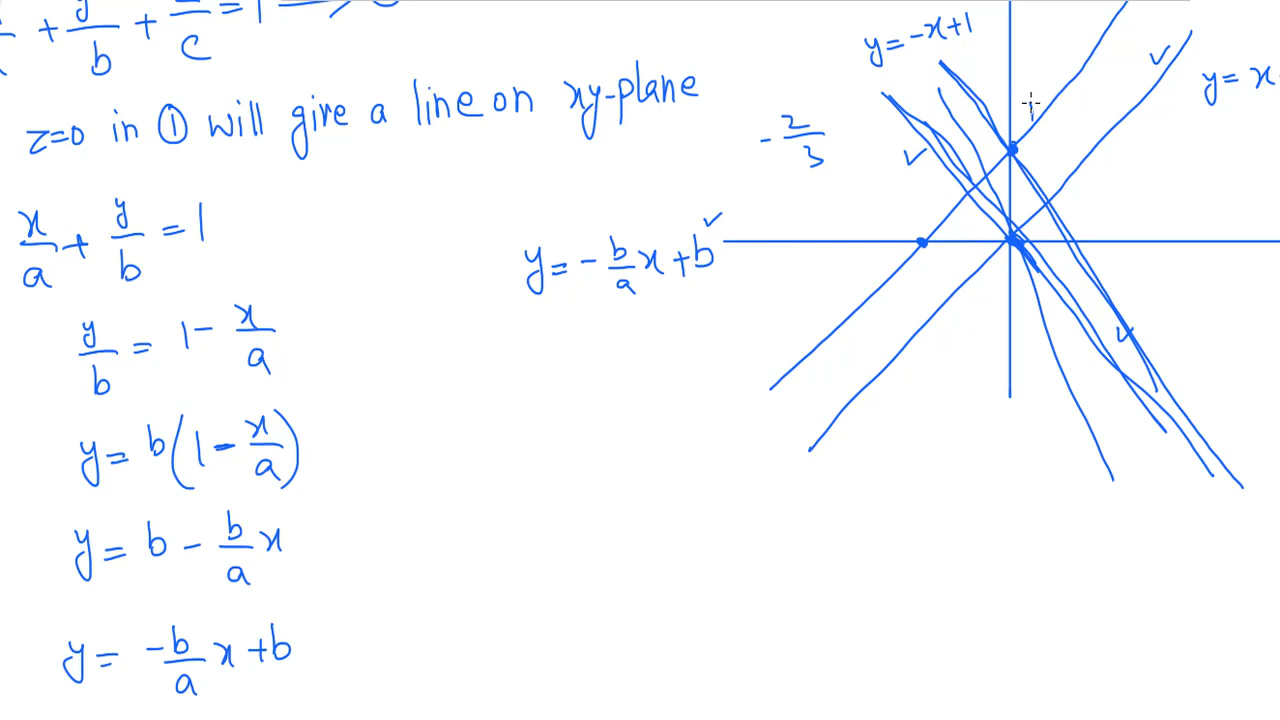 + y/b + /c = 1
z=0 in ① will give a line on xy-plane
x/a + y/b = 1
y/b = 1 - x/a
y = b(1 - x/a)
y = b - b/a x
y = -b/a x + b
y = - b/a x + b ✓
- 2/3
y = -x+1
✓
✓
y = x
✓